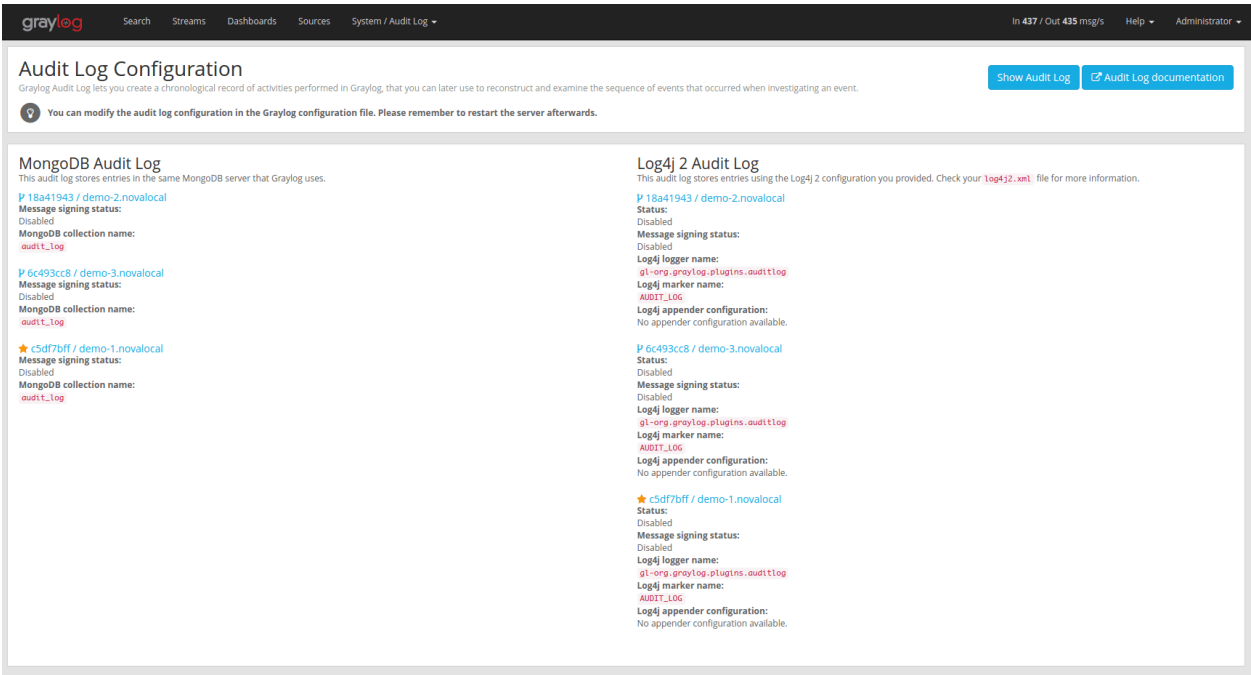 graylog Search Streams Dashboards Sources System / Audit Log In 437 / Out 435 msg/s Help Administrator
Audit Log Configuration
Show Audit Log Audit Log documentation
Graylog Audit Log lets you create a chronological record of activities performed in Graylog, that you can later use to reconstruct and examine the sequence of events that occurred when investigating an event.
You can modify the audit log configuration in the Graylog configuration file. Please remember to restart the server afterwards.
MongoDB Audit Log
This audit log stores entries in the same MongoDB server that Graylog uses.
18a41943 / demo-2.novalocal
Message signing status:
Disabled
MongoDB collection name:
audit_log
6c493cc8 / demo-3.novalocal
Message signing status:
Disabled
MongoDB collection name:
audit_log
c5df7bff / demo-1.novalocal
Message signing status:
Disabled
MongoDB collection name:
audit_log
Log4j 2 Audit Log
This audit log stores entries using the Log4j 2 configuration you provided. Check your log4j2.xml file for more information.
18a41943 / demo-2.novalocal
Status:
Disabled
Message signing status:
Disabled
Log4j logger name:
gl-org.graylog.plugins.auditlog
Log4j marker name:
AUDIT_LOG
Log4j appender configuration:
No appender configuration available.
6c493cc8 / demo-3.novalocal
Status:
Disabled
Message signing status:
Disabled
Log4j logger name:
gl-org.graylog.plugins.auditlog
Log4j marker name:
AUDIT_LOG
Log4j appender configuration:
No appender configuration available.
c5df7bff / demo-1.novalocal
Status:
Disabled
Message signing status:
Disabled
Log4j logger name:
gl-org.graylog.plugins.auditlog
Log4j marker name:
AUDIT_LOG
Log4j appender configuration:
No appender configuration available.